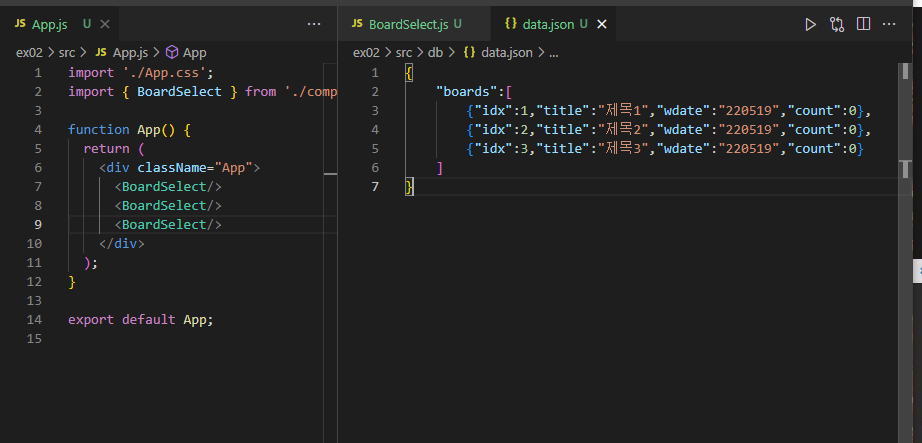 JS App.js U ×
ex02 > src > JS App.js > App
1 import './App.css';
2 import { BoardSelect } from './comp
3
4 function App() {
5 return (
6 <div className="App">
7 <BoardSelect/>
8 <BoardSelect/>
9 <BoardSelect/>
10 </div>
11 );
12 }
13
14 export default App;
15
JS BoardSelect.js U {} data.json U ×
ex02 > src > db > {} data.json > ...
1 {
2 "boards":[
3 {"idx":1,"title":"제목1","wdate":"220519","count":0},
4 {"idx":2,"title":"제목2","wdate":"220519","count":0},
5 {"idx":3,"title":"제목3","wdate":"220519","count":0}
6 ]
7 }